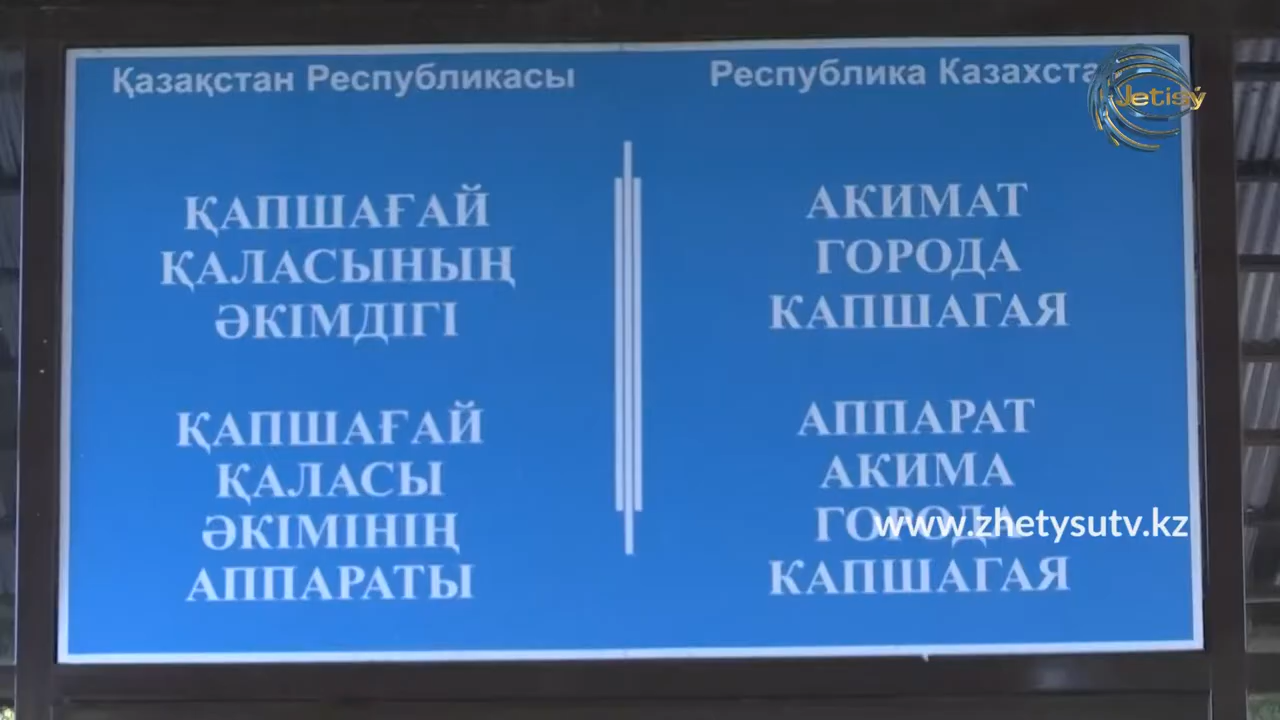 Қазақстан Республикасы
ҚАПШАҒАЙ
ҚАЛАСЫНЫҢ
ӘКІМДІГІ
ҚАПШАҒАЙ
ҚАЛАСЫ
ӘКІМІНІҢ
АППАРАТЫ
Республика Казахста
АКИМАТ
ГОРОДА
КАПШАГАЯ
АППАРАТ
АКИМА
ГОРОДА
КАПШАГАЯ
Jetisý
www.zhetysutv.kz